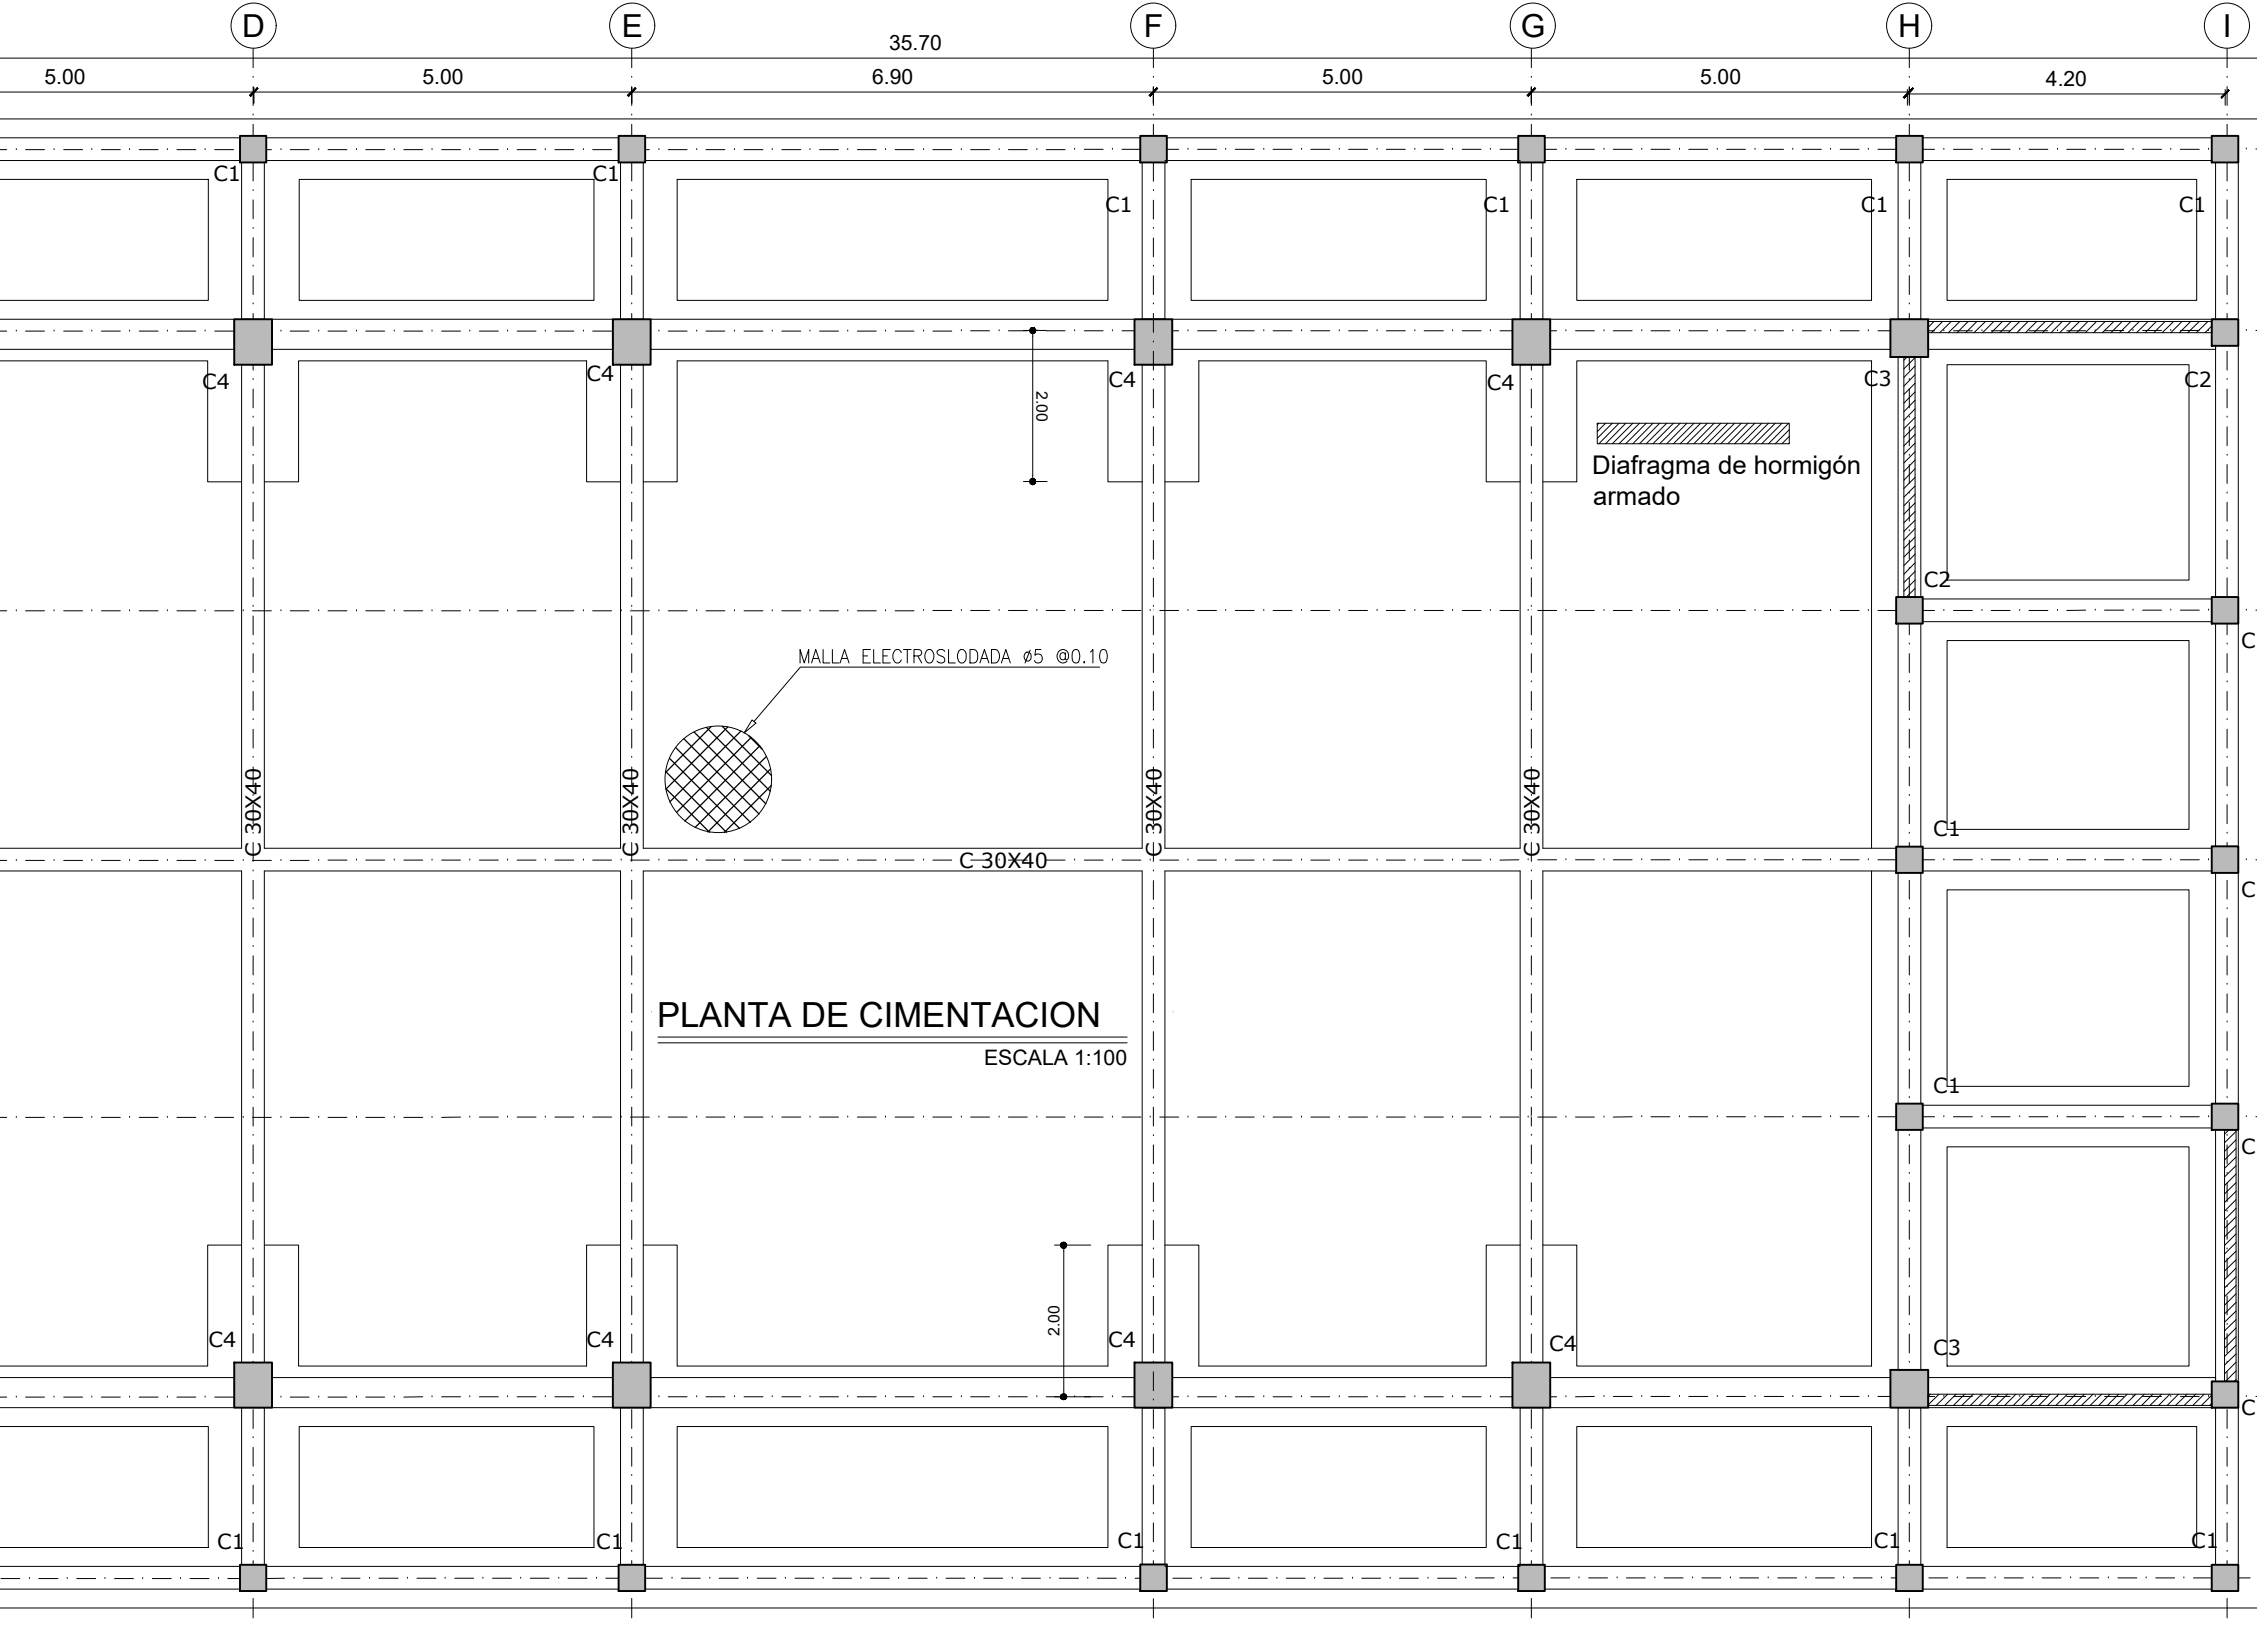 D E F G H I
35.70
5.00 5.00 6.90 5.00 5.00 4.20
C1 C1 C1 C1 C1 C1
C4 C4 C4 C4 C3 C2
2.00
Diafragma de hormigón
armado
C2
C
MALLA ELECTROSLODADA ø5 @0.10
C 30X40 C 30X40 C 30X40 C 30X40
C1
C 30X40
C
PLANTA DE CIMENTACION
ESCALA 1:100
C1
C
2.00
C4 C4 C4 C4 C3
C
C1 C1 C1 C1 C1 C1